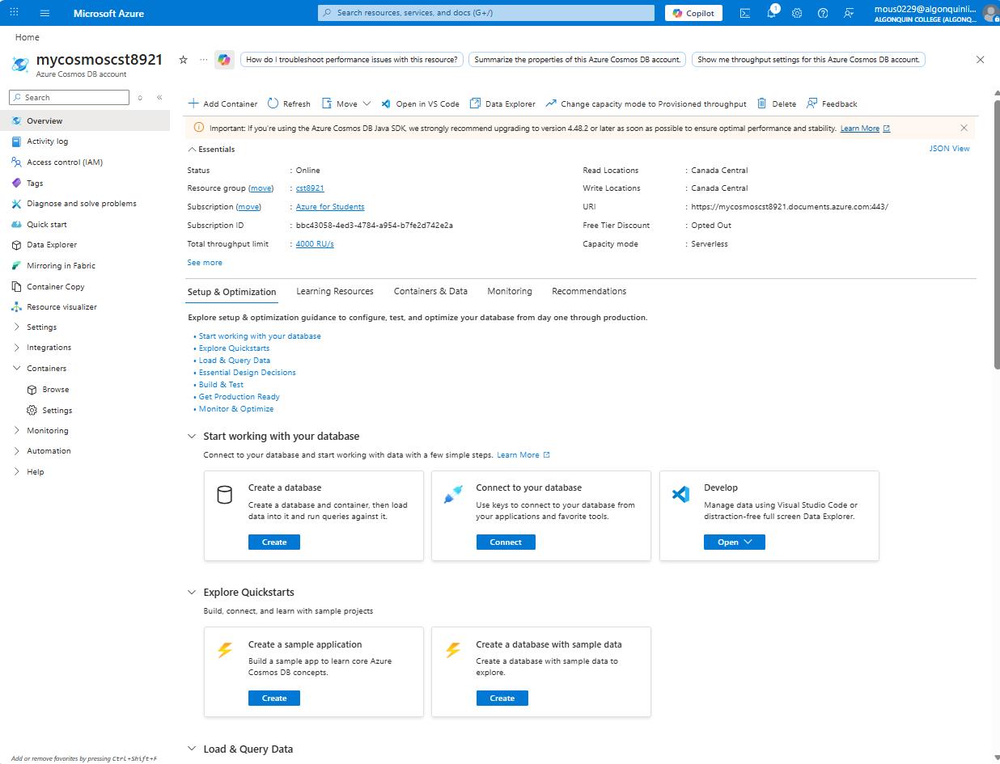 Microsoft Azure
Search resources, services, and docs (G+/)
Copilot
1
mous0229@algonquinli...
ALGONQUIN COLLEGE (ALGONQ...
Home
mycosmoscst8921
Azure Cosmos DB account
How do I troubleshoot performance issues with this resource?
Summarize the properties of this Azure Cosmos DB account.
Show me throughput settings for this Azure Cosmos DB account.
Search
Overview
Activity log
Access control (IAM)
Tags
Diagnose and solve problems
Quick start
Data Explorer
Mirroring in Fabric
Container Copy
Resource visualizer
Settings
Integrations
Containers
Browse
Settings
Monitoring
Automation
Help
Add or remove favorites by pressing Ctrl+Shift+F
Add Container
Refresh
Move
Open in VS Code
Data Explorer
Change capacity mode to Provisioned throughput
Delete
Feedback
Important: If you're using the Azure Cosmos DB Java SDK, we strongly recommend upgrading to version 4.48.2 or later as soon as possible to ensure optimal performance and stability. Learn More
Essentials
JSON View
Status : Online
Resource group (move) : cst8921
Subscription (move) : Azure for Students
Subscription ID : bbc43058-4ed3-4784-a954-b7fe2d742e2a
Total throughput limit : 4000 RU/s
See more
Read Locations : Canada Central
Write Locations : Canada Central
URI : https://mycosmoscst8921.documents.azure.com:443/
Free Tier Discount : Opted Out
Capacity mode : Serverless
Setup & Optimization
Learning Resources
Containers & Data
Monitoring
Recommendations
Explore setup & optimization guidance to configure, test, and optimize your database from day one through production.
• Start working with your database
• Explore Quickstarts
• Load & Query Data
• Essential Design Decisions
• Build & Test
• Get Production Ready
• Monitor & Optimize
Start working with your database
Connect to your database and start working with data with a few simple steps. Learn More
Create a database
Create a database and container, then load
data into it and run queries against it.
Create
Connect to your database
Use keys to connect to your database from
your applications and favorite tools.
Connect
Develop
Manage data using Visual Studio Code or
distraction-free full screen Data Explorer.
Open
Explore Quickstarts
Build, connect, and learn with sample projects
Create a sample application
Build a sample app to learn core Azure
Cosmos DB concepts.
Create
Create a database with sample data
Create a database with sample data to
explore.
Create
Load & Query Data